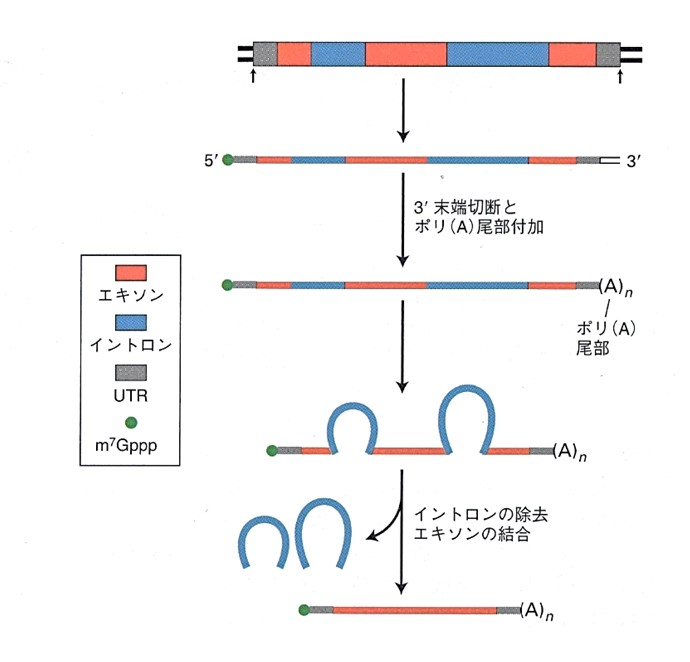 5′ 3′
3′ 末端切断と
ポリ(A)尾部付加
(A)n
ポリ(A)
尾部
エキソン
イントロン
UTR
m⁷Gppp
(A)n
イントロンの除去
エキソンの結合
(A)n